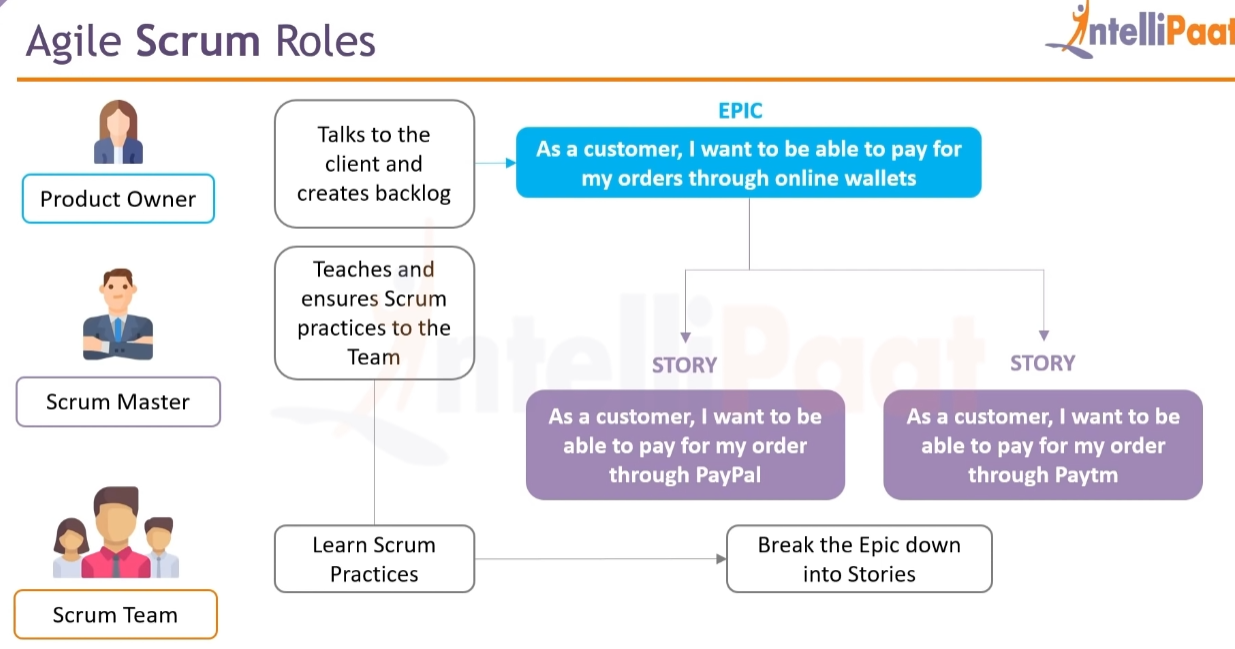 Agile Scrum Roles
IntelliPaat
Product Owner
Talks to the
client and
creates backlog
EPIC
As a customer, I want to be able to pay for
my orders through online wallets
Scrum Master
Teaches and
ensures Scrum
practices to the
Team
STORY
As a customer, I want to be
able to pay for my order
through PayPal
STORY
As a customer, I want to be
able to pay for my order
through Paytm
Scrum Team
Learn Scrum
Practices
Break the Epic down
into Stories
IntelliPaat